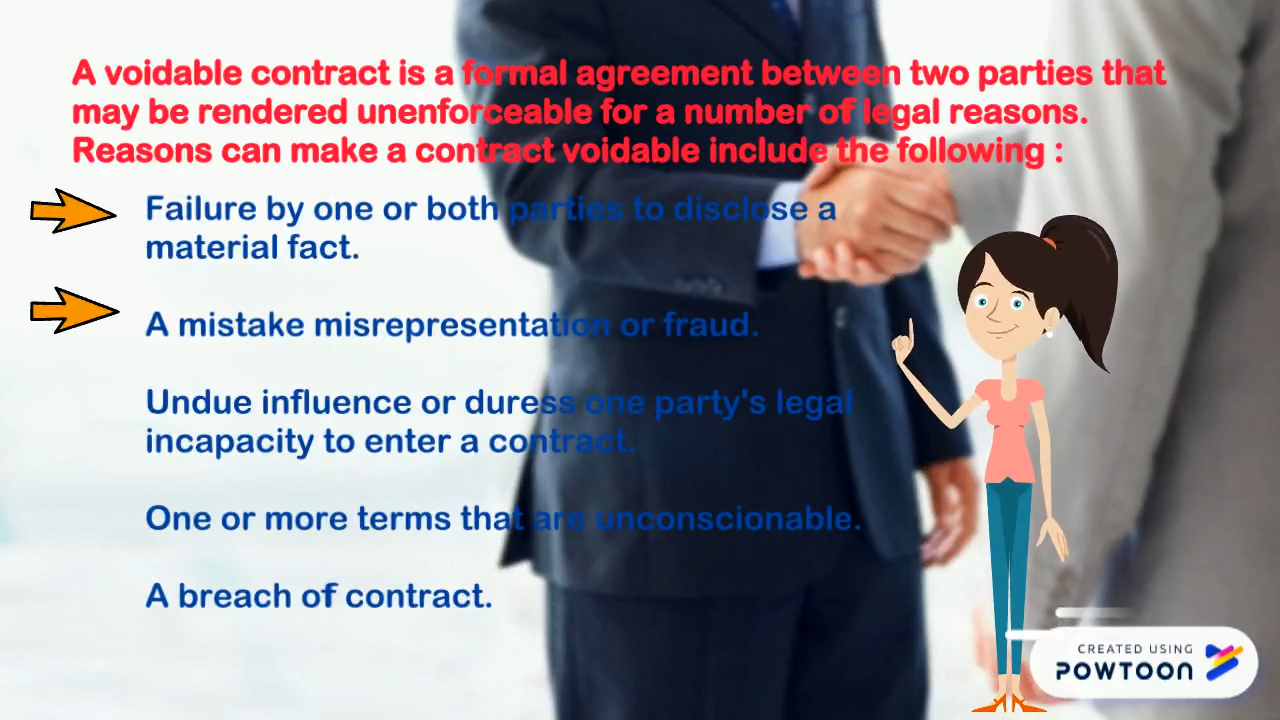 A voidable contract is a formal agreement between two parties that
may be rendered unenforceable for a number of legal reasons.
Reasons can make a contract voidable include the following :
Failure by one or both parties to disclose a
material fact.
A mistake misrepresentation or fraud.
Undue influence or duress one party's legal
incapacity to enter a contract.
One or more terms that are unconscionable.
A breach of contract.
CREATED USING
POWTOON